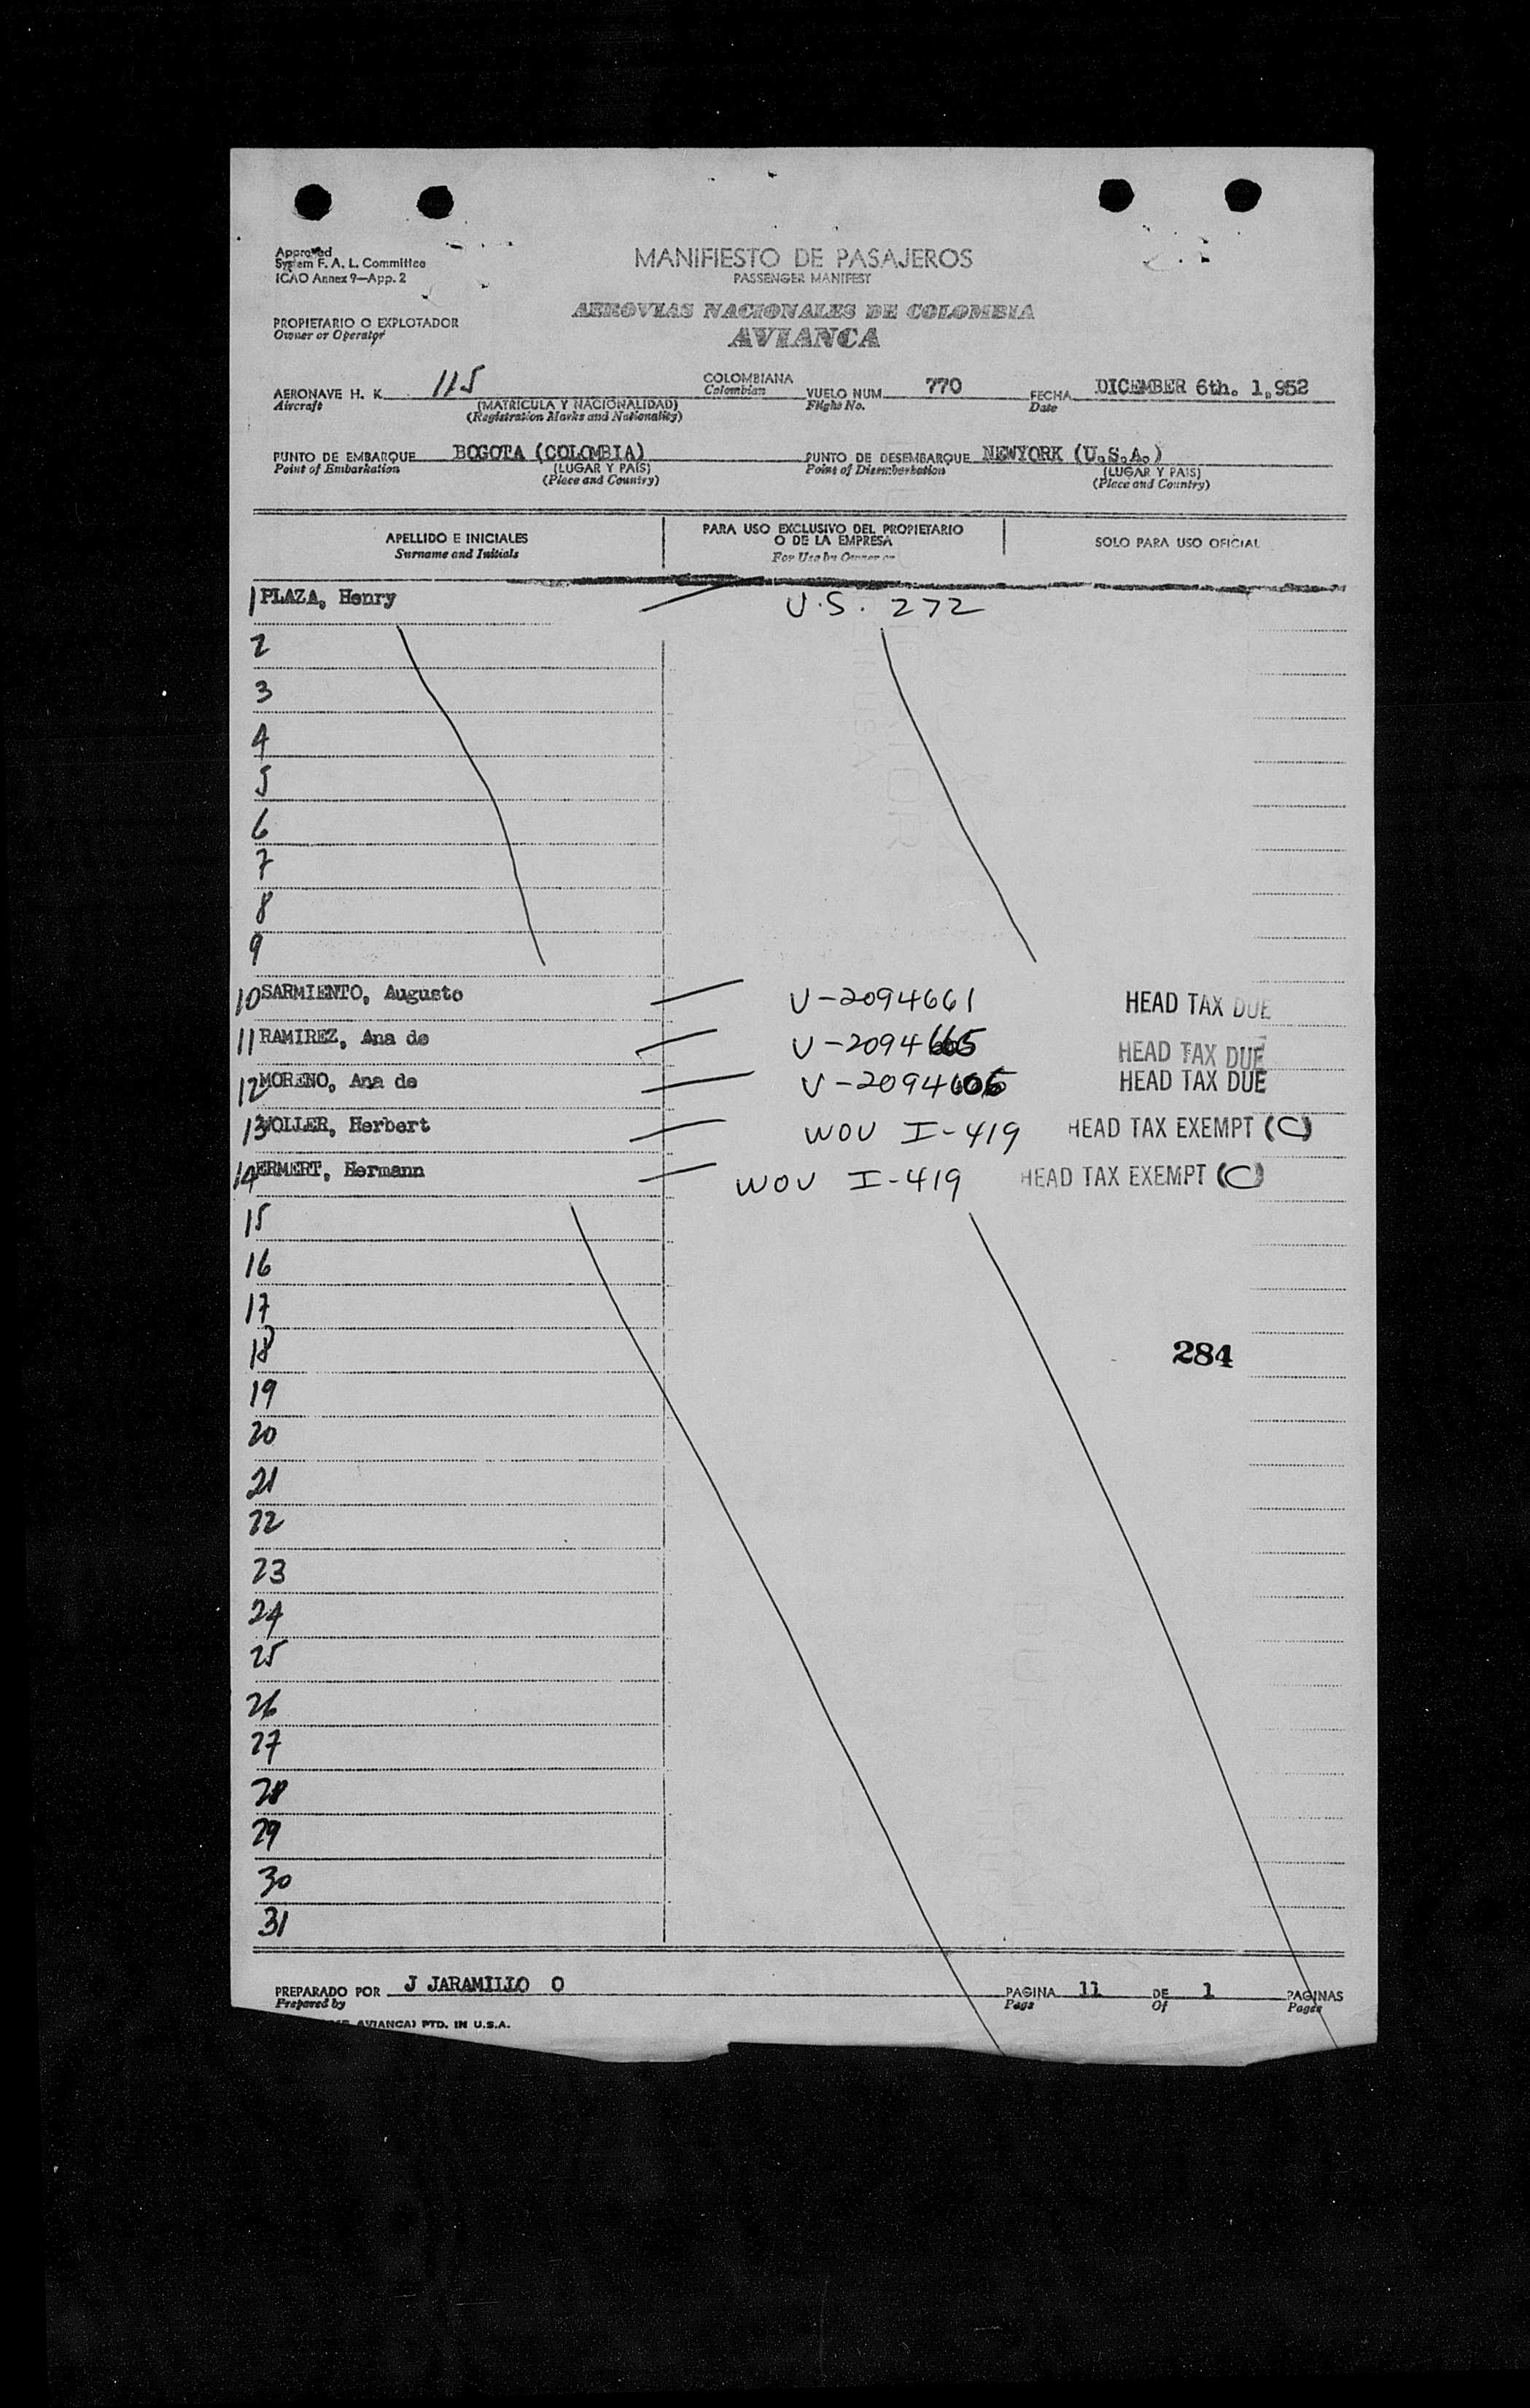 Approved
System F. A. L. Committee
ICAO Annex 9—App. 2
MANIFIESTO DE PASAJEROS
PASSENGER MANIFEST
PROPIETARIO O EXPLOTADOR
Owner or Operator
AEROVIAS NACIONALES DE COLOMBIA
AVIANCA
AERONAVE H. K. 115 COLOMBIANA VUELO NUM. 770 FECHA DICEMBER 6th. 1,952
Aircraft (MATRICULA Y NACIONALIDAD) Colombian Flight No. Date
(Registration Marks and Nationality)
PUNTO DE EMBARQUE BOGOTA (COLOMBIA) PUNTO DE DESEMBARQUE NEWYORK (U.S.A.)
Point of Embarkation (LUGAR Y PAIS) Point of Disembarkation (LUGAR Y PAIS)
(Place and Country) (Place and Country)
APELLIDO E INICIALES PARA USO EXCLUSIVO DEL PROPIETARIO O DE LA EMPRESA SOLO PARA USO OFICIAL
Surname and Initials For Use by Owner or
1 PLAZA, Henry U.S. 272
2
3
4
5
6
7
8
9
10 SARMIENTO, Augusto V-2094661 HEAD TAX DUE
11 RAMIREZ, Ana de V-2094665 HEAD TAX DUE
12 MORENO, Ana de V-2094 HEAD TAX DUE
13 Herbert WOV I-419 HEAD TAX EXEMPT (C)
14 ERMERT, Hermann WOV I-419 HEAD TAX EXEMPT (C)
15
16
17
18 284
19
20
21
22
23
24
25
26
27
28
29
30
31
PREPARADO POR J JARAMILLO O PAGINA 11 DE 1 PAGINAS
Prepared by Page Of Pages
AVIANCA) PTD. IN U.S.A.